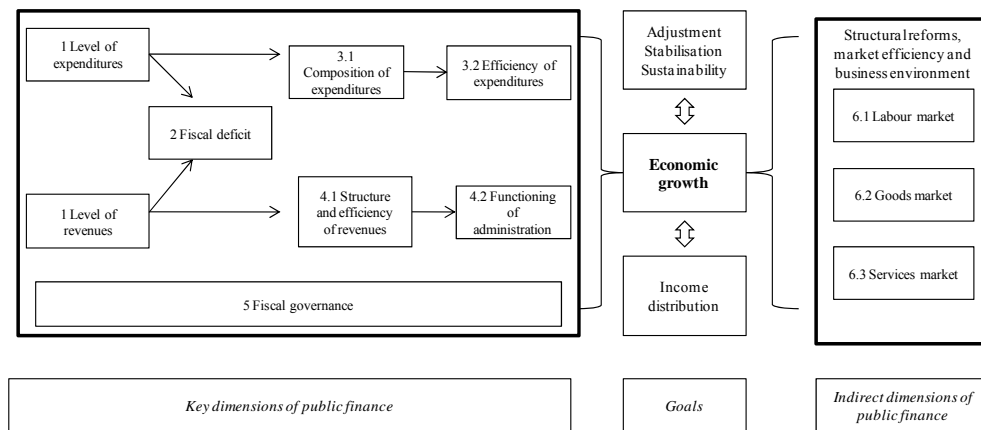 1 Level of
expenditures
3.1
Composition of
expenditures
3.2 Efficiency of
expenditures
2 Fiscal deficit
1 Level of
revenues
4.1 Structure
and efficiency
of revenues
4.2 Functioning
of
administration
5 Fiscal governance
Adjustment
Stabilisation
Sustainability
Economic
growth
Income
distribution
Structural reforms,
market efficiency and
business environment
6.1 Labour market
6.2 Goods market
6.3 Services market
Key dimensions of public finance
Goals
Indirect dimensions of
public finance